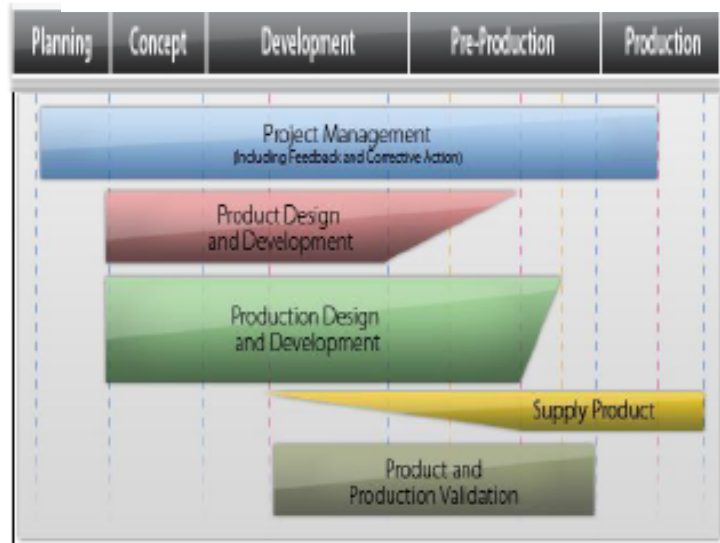 Planning
Concept
Development
Pre-Production
Production
Project Management
(Including Feedback and Corrective Action)
Product Design
and Development
Production Design
and Development
Supply Product
Product and
Production Validation